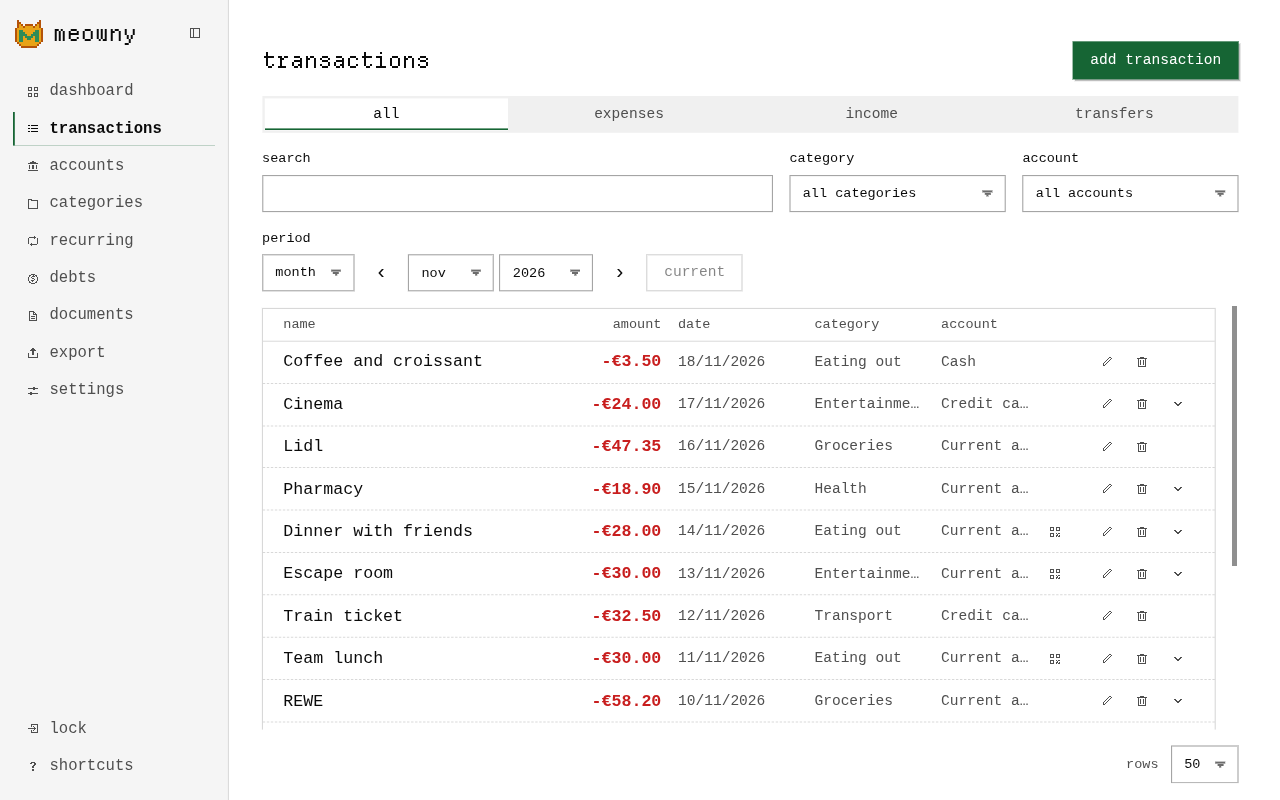 meowny
dashboard
transactions
accounts
categories
recurring
debts
documents
export
settings
lock
? shortcuts
transactions
add transaction
all expenses income transfers
search category account
all categories all accounts
period
month ‹ nov 2026 › current
name amount date category account
Coffee and croissant -€3.50 18/11/2026 Eating out Cash
Cinema -€24.00 17/11/2026 Entertainme… Credit ca…
Lidl -€47.35 16/11/2026 Groceries Current a…
Pharmacy -€18.90 15/11/2026 Health Current a…
Dinner with friends -€28.00 14/11/2026 Eating out Current a…
Escape room -€30.00 13/11/2026 Entertainme… Current a…
Train ticket -€32.50 12/11/2026 Transport Credit ca…
Team lunch -€30.00 11/11/2026 Eating out Current a…
REWE -€58.20 10/11/2026 Groceries Current a…
rows 50